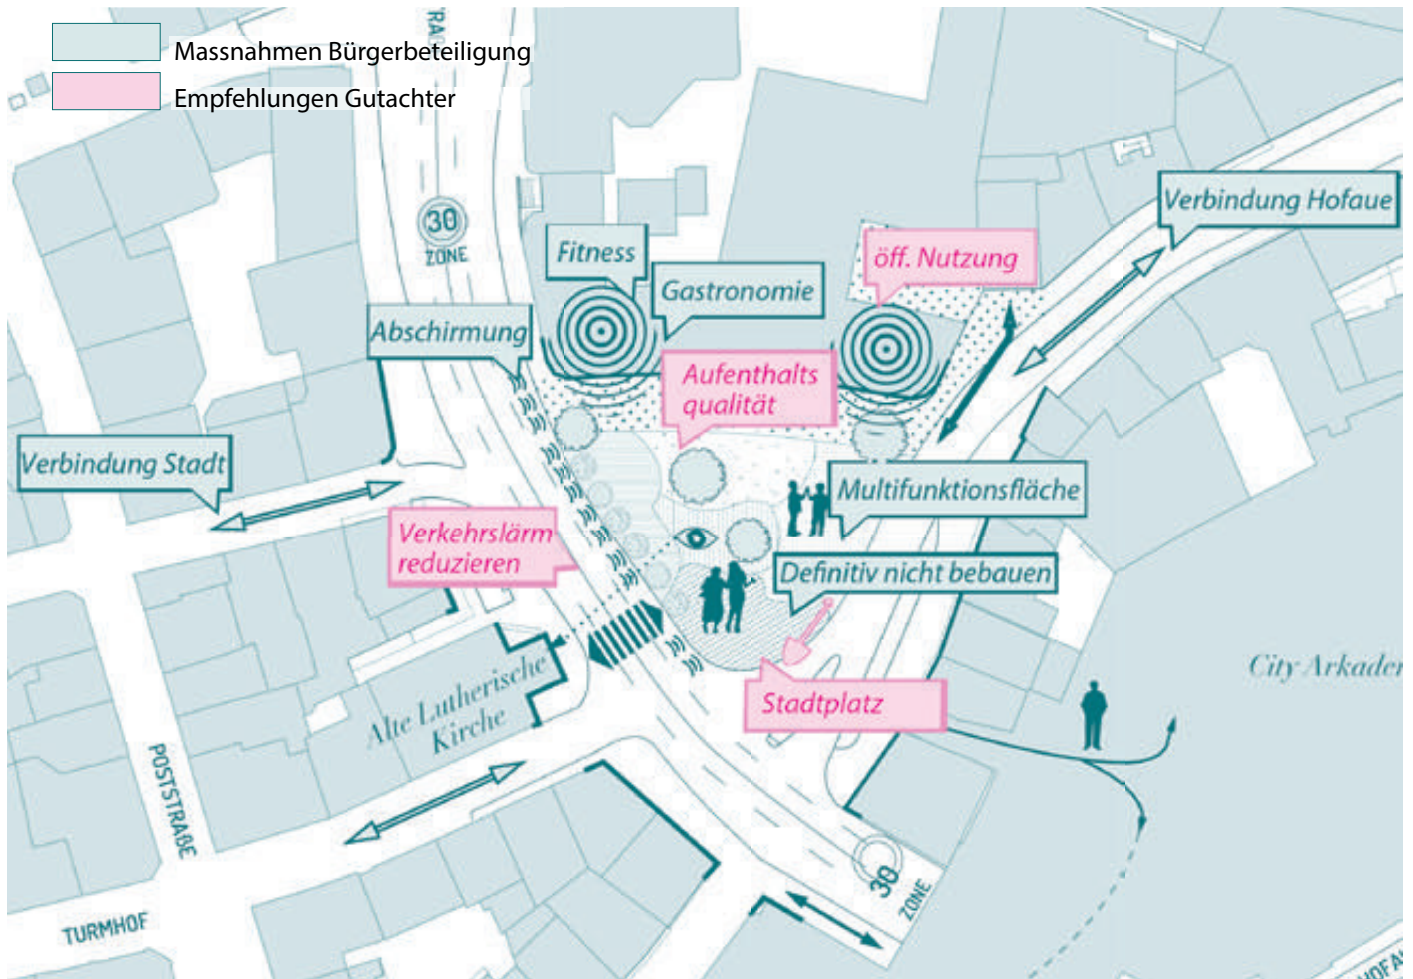 Massnahmen Bürgerbeteiligung
Empfehlungen Gutachter
30
ZONE
Fitness
Gastronomie
öff. Nutzung
Verbindung Hofaue
Abschirmung
Aufenthalts
qualität
Verbindung Stadt
Multifunktionsfläche
Verkehrslärm
reduzieren
Definitiv nicht bebauen
Stadtplatz
Alte Lutherische
Kirche
City Arkaden
POSTSTRAßE
TURMHOF
30
ZONE